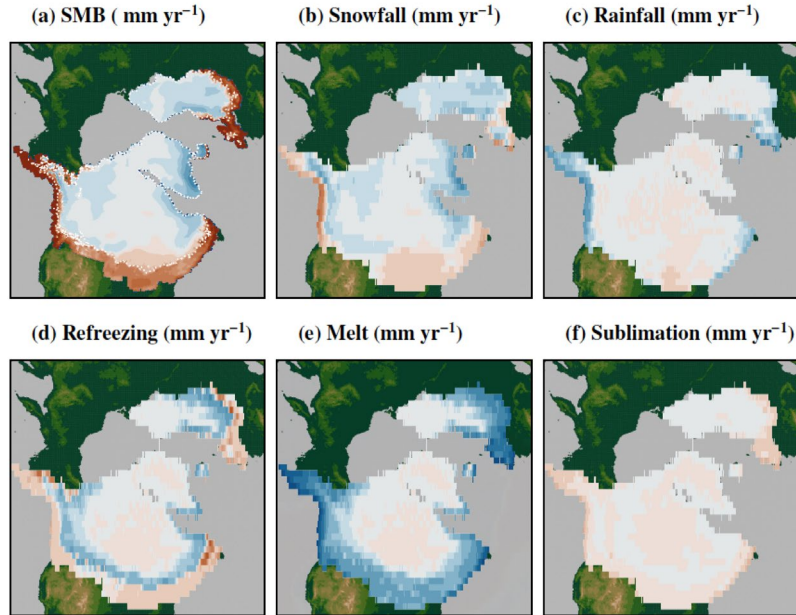 (a) SMB ( mm yr⁻¹)
(b) Snowfall (mm yr⁻¹)
(c) Rainfall (mm yr⁻¹)
(d) Refreezing (mm yr⁻¹)
(e) Melt (mm yr⁻¹)
(f) Sublimation (mm yr⁻¹)